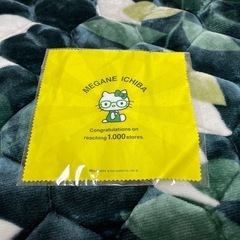 MEGANE ICHIBA
Congratulations on
reaching 1,000 stores.